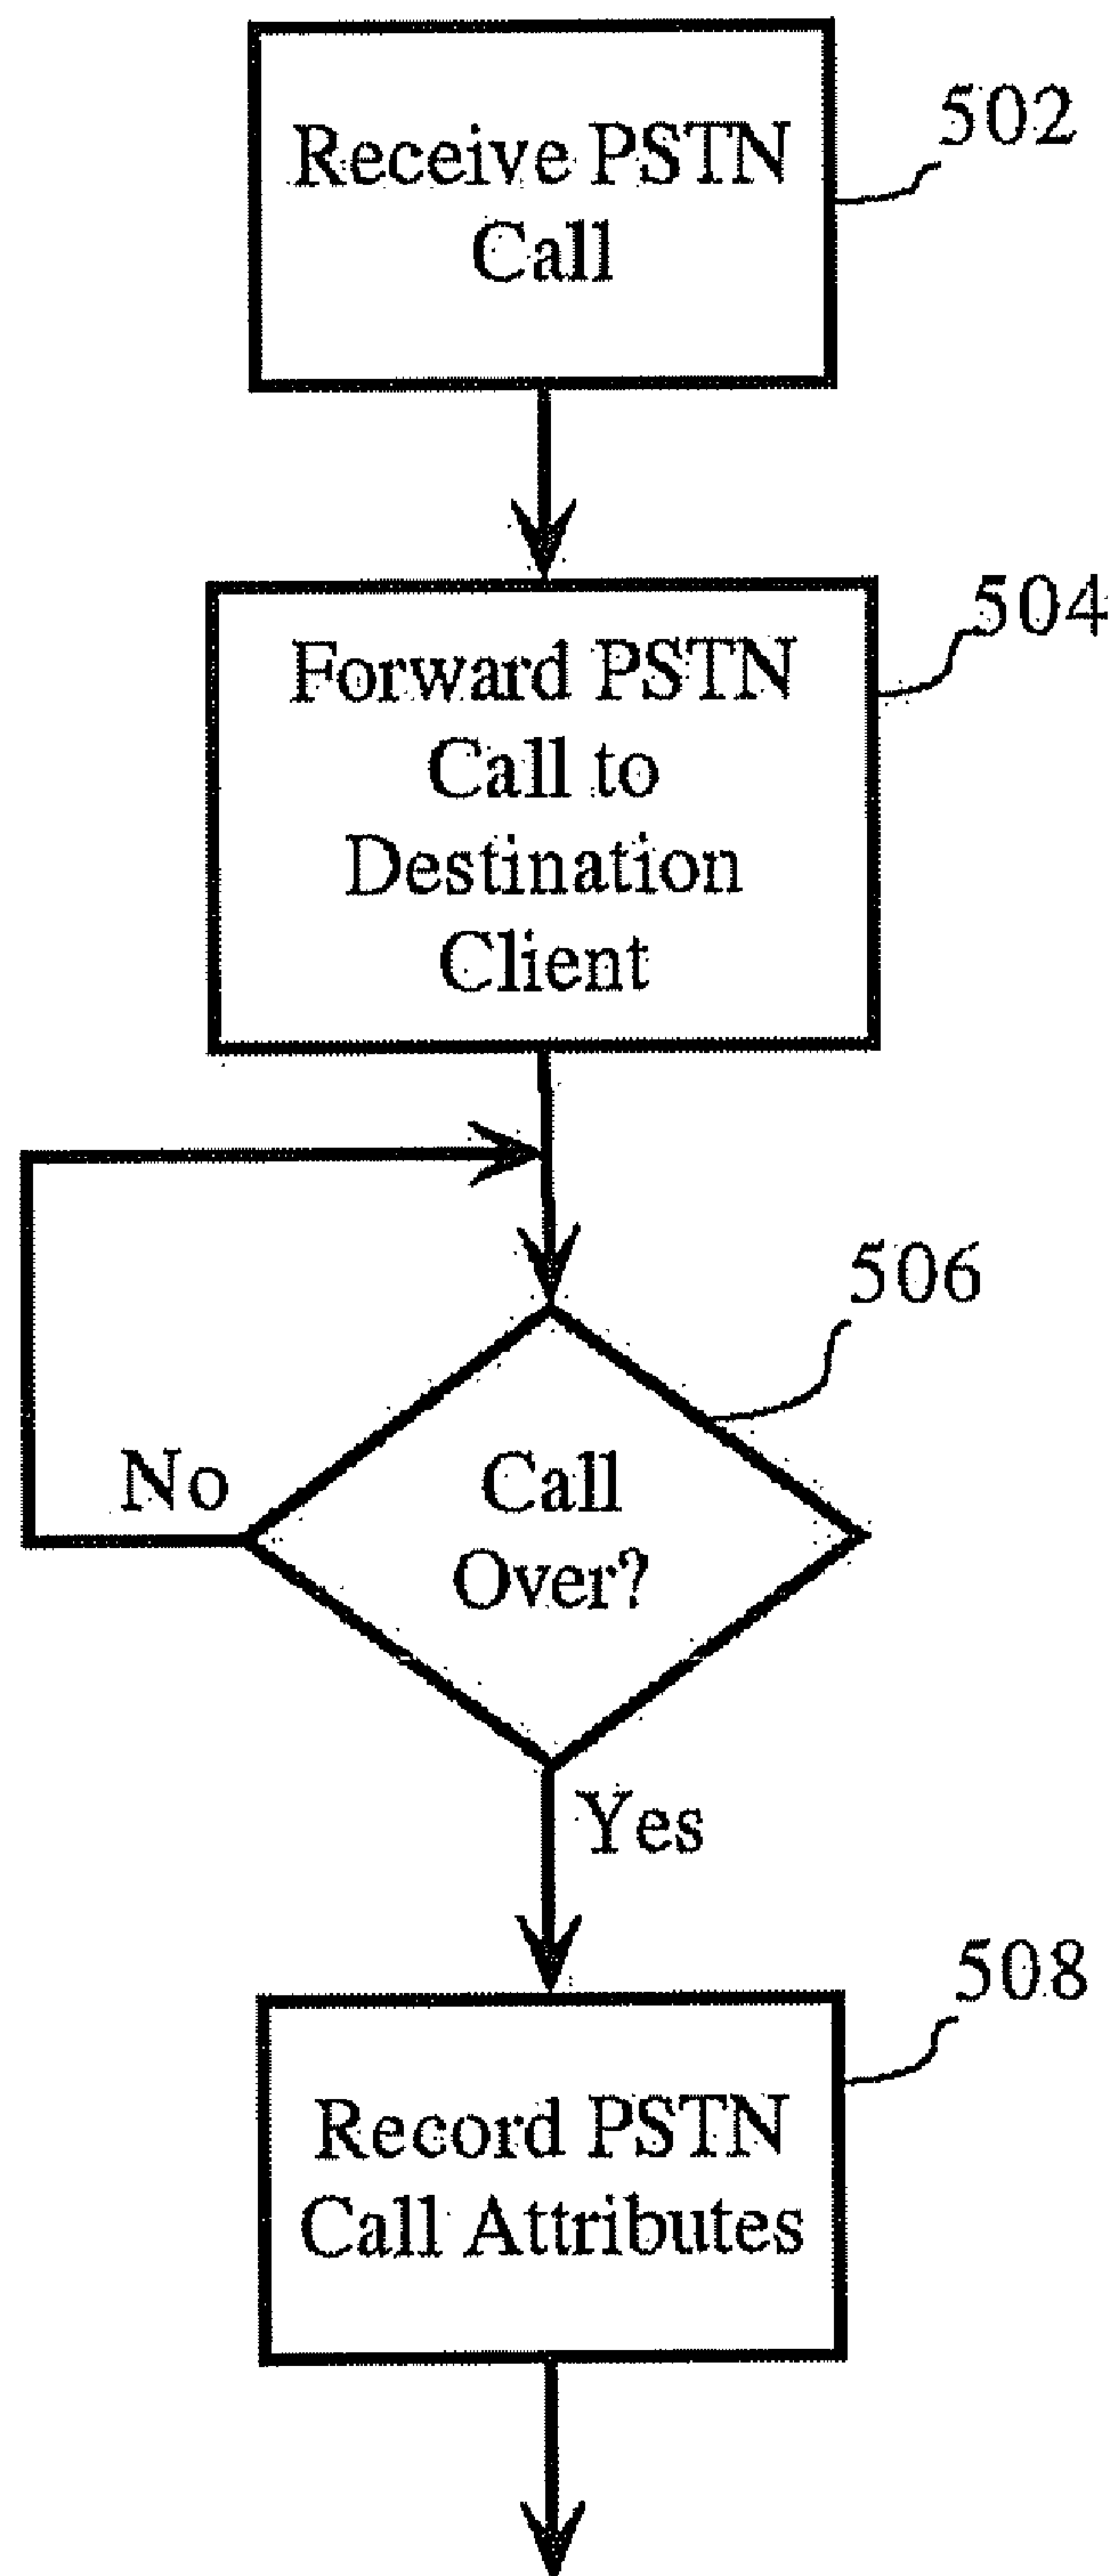 502
Receive PSTN
Call
504
Forward PSTN
Call to
Destination
Client
506
No
Call
Over?
Yes
508
Record PSTN
Call Attributes